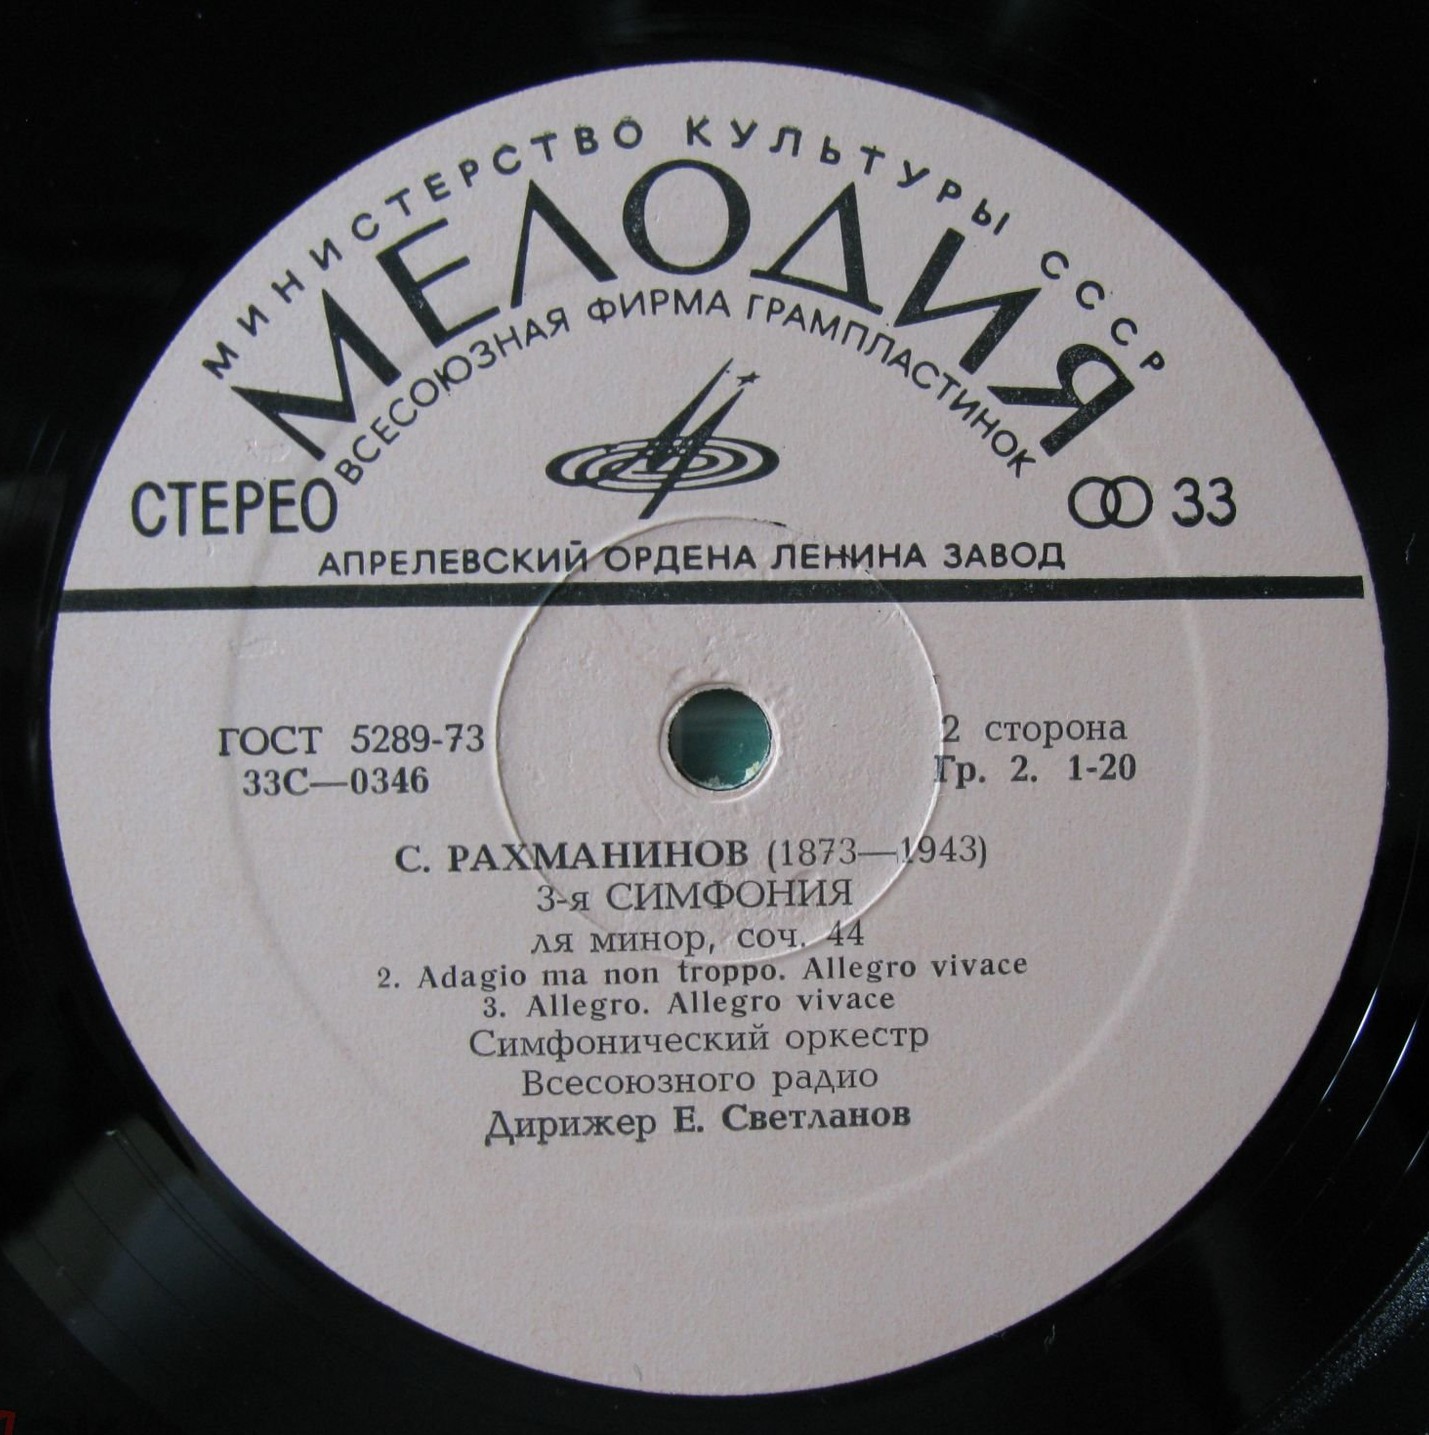 МИНИСТЕРСТВО КУЛЬТУРЫ СССР
МЕЛОДИЯ
ВСЕСОЮЗНАЯ ФИРМА ГРАМПЛАСТИНОК
СТЕРЕО
33
АПРЕЛЕВСКИЙ ОРДЕНА ЛЕНИНА ЗАВОД
ГОСТ 5289-73
33С—0346
2 сторона
Гр. 2. 1-20
С. РАХМАНИНОВ (1873—1943)
3-я СИМФОНИЯ
ля минор, соч. 44
2. Adagio ma non troppo. Allegro vivace
3. Allegro. Allegro vivace
Симфонический оркестр
Всесоюзного радио
Дирижер Е. Светланов